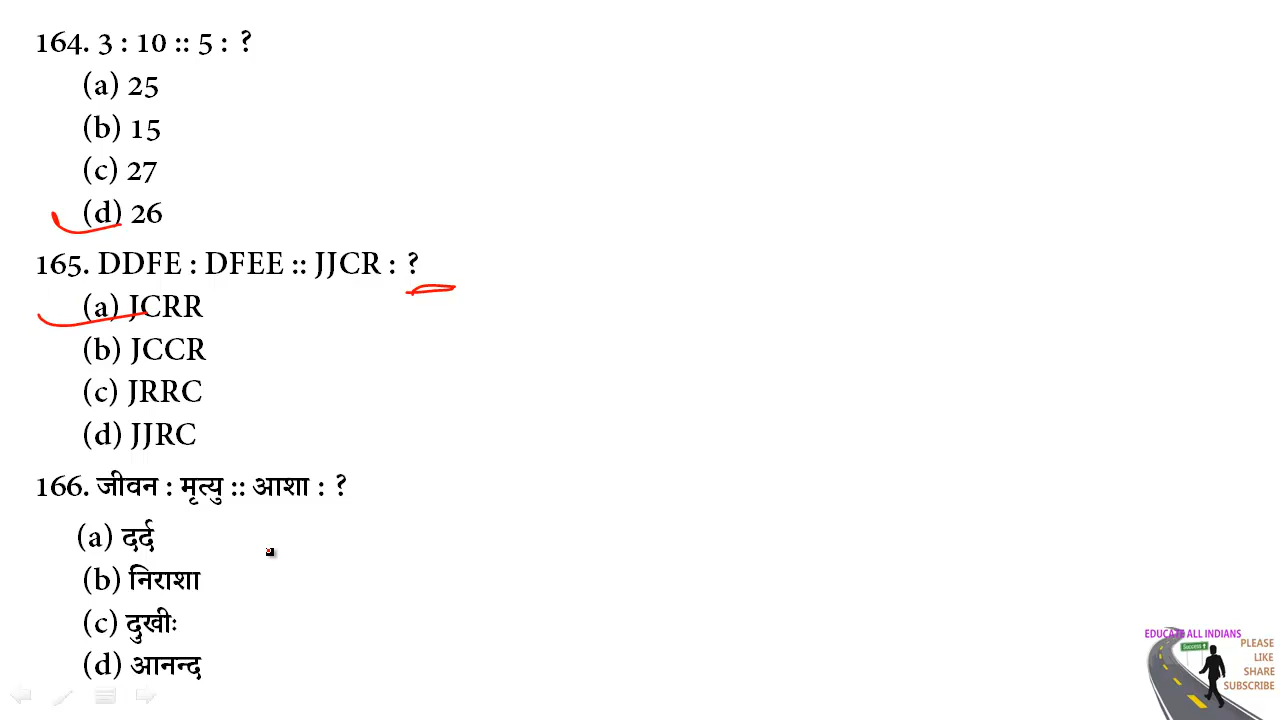 164. 3 : 10 :: 5 : ?
(a) 25
(b) 15
(c) 27
(d) 26
165. DDFE : DFEE :: JJCR : ?
(a) JCRR
(b) JCCR
(c) JRRC
(d) JJRC
166. जीवन : मृत्यु :: आशा : ?
(a) दर्द
(b) निराशा
(c) दुखीः
(d) आनन्द
EDUCATE ALL INDIANS
Success
PLEASE
LIKE
SHARE
SUBSCRIBE